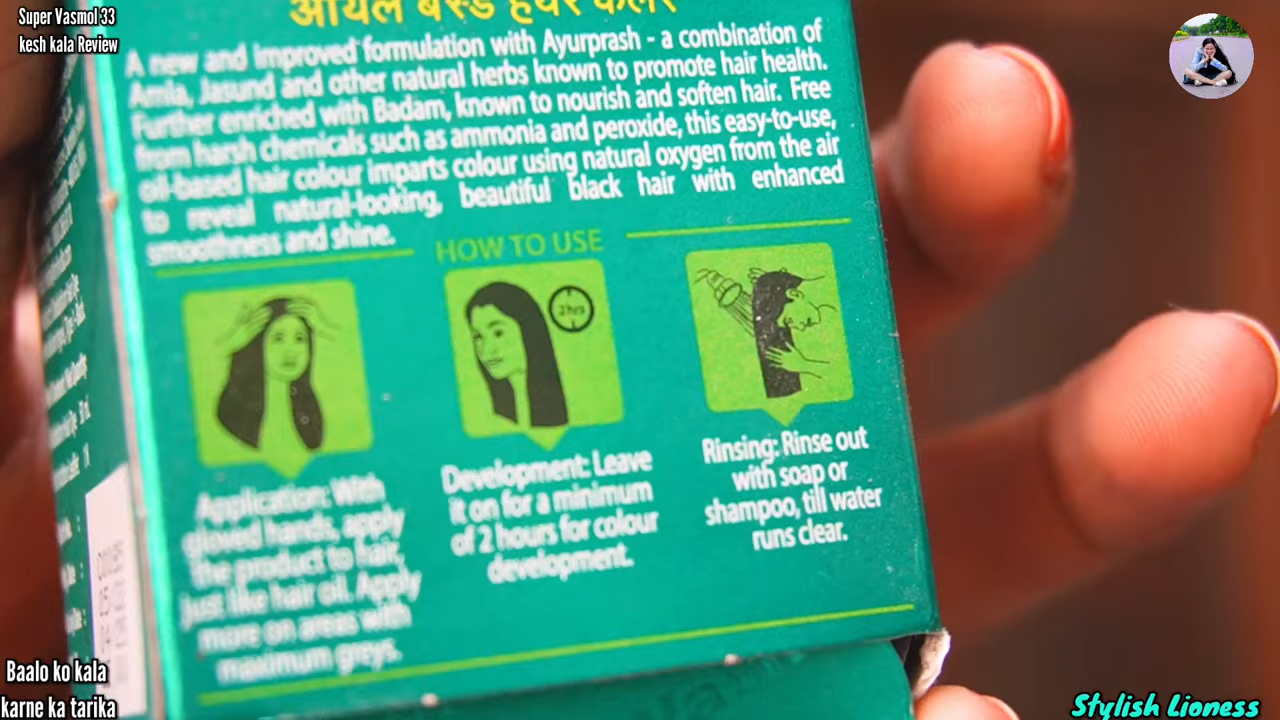 Super Vasmol 33
kesh kala Review
ऑयल बेस्ड हेयर कलर
A new and improved formulation with Ayurprash - a combination of
Amla, Jasund and other natural herbs known to promote hair health.
Further enriched with Badam, known to nourish and soften hair. Free
from harsh chemicals such as ammonia and peroxide, this easy-to-use,
oil-based hair colour imparts colour using natural oxygen from the air
to reveal natural-looking, beautiful black hair with enhanced
smoothness and shine.
HOW TO USE
2hrs
Application: With
gloved hands, apply
the product to hair,
just like hair oil. Apply
more on areas with
maximum greys.
Development: Leave
it on for a minimum
of 2 hours for colour
development.
Rinsing: Rinse out
with soap or
shampoo, till water
runs clear.
Baalo ko kala
karne ka tarika
Stylish Lioness